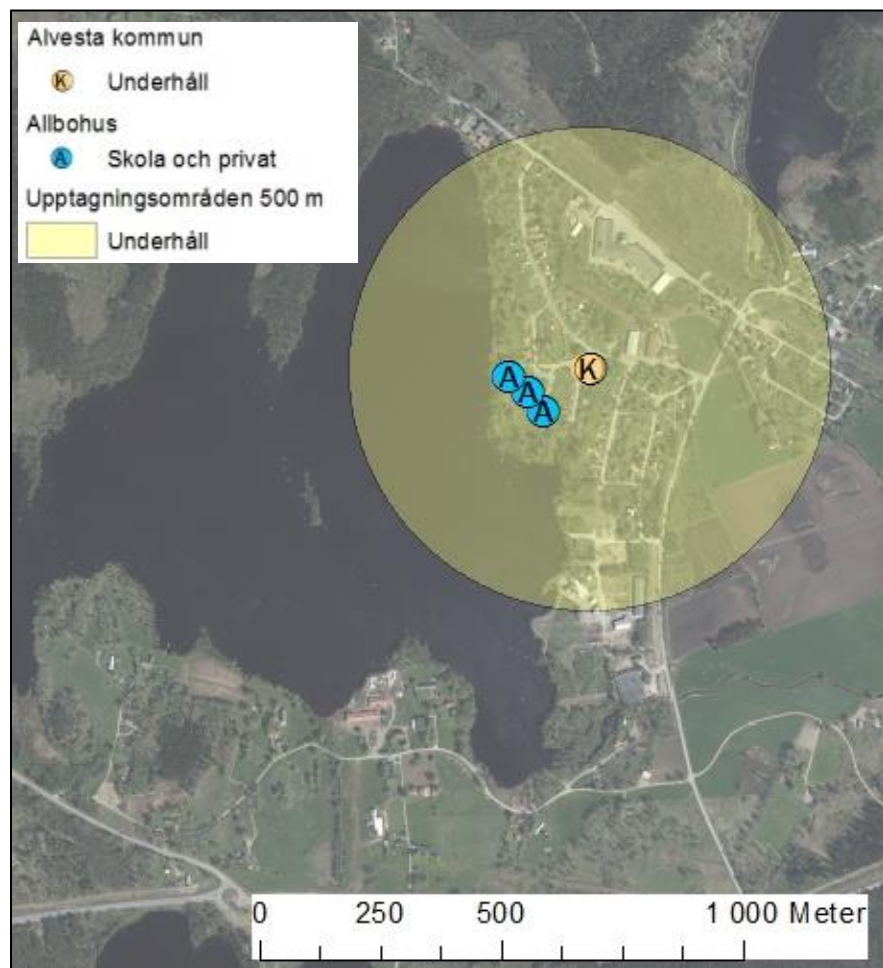 Alvesta kommun
K Underhåll
Allbohus
A Skola och privat
Upptagningsområden 500 m
Underhåll
A
A
A
K
0 250 500 1 000 Meter